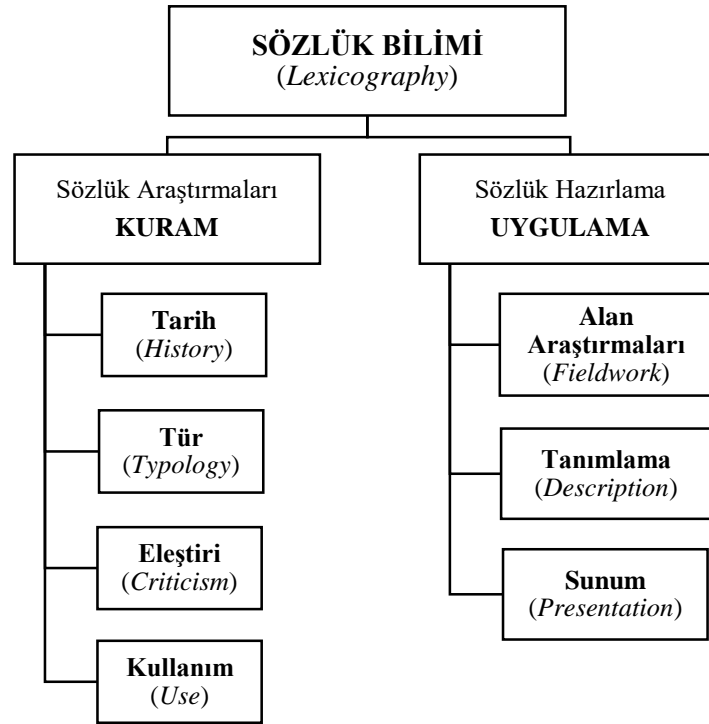 SÖZLÜK BİLİMİ
(Lexicography)
Sözlük Araştırmaları
KURAM
Tarih
(History)
Tür
(Typology)
Eleştiri
(Criticism)
Kullanım
(Use)
Sözlük Hazırlama
UYGULAMA
Alan
Araştırmaları
(Fieldwork)
Tanımlama
(Description)
Sunum
(Presentation)